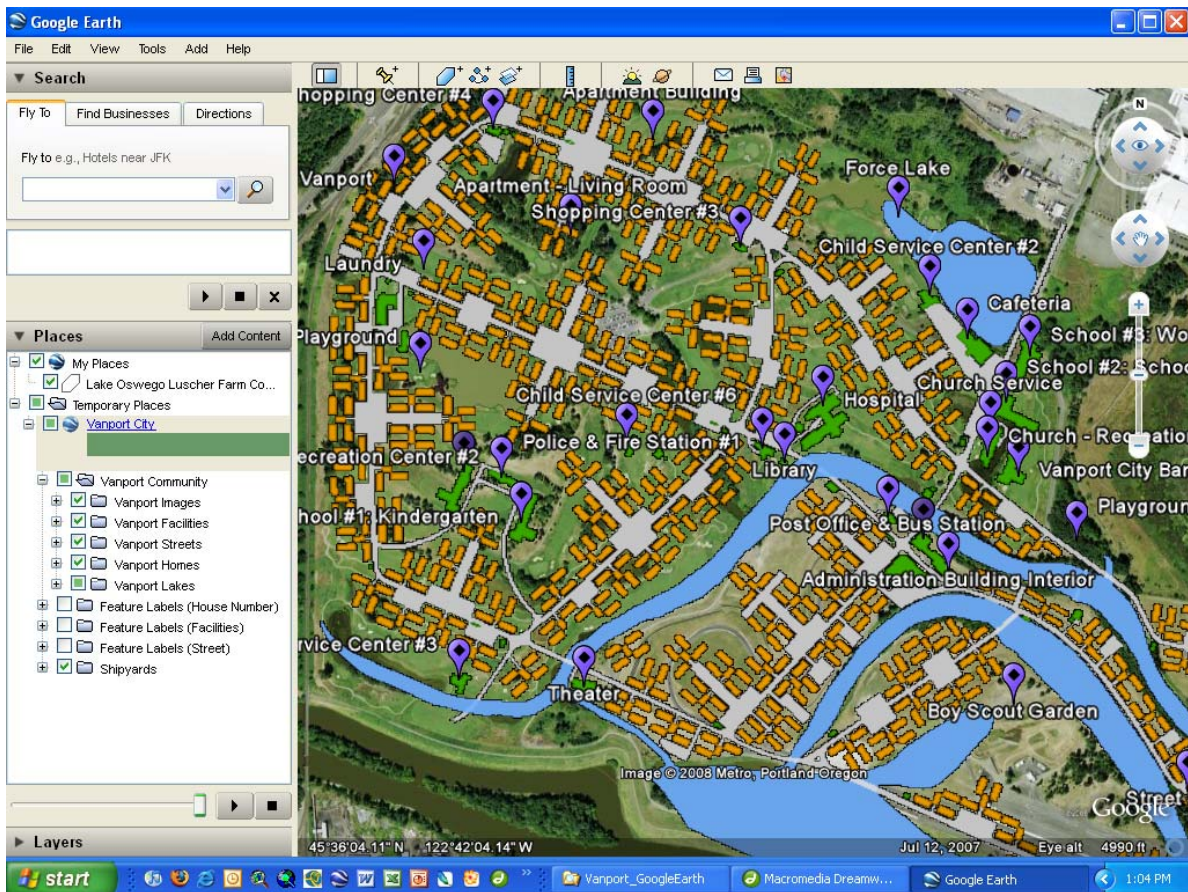 Google Earth
File Edit View Tools Add Help
Search
Fly To Find Businesses Directions
Fly to e.g., Hotels near JFK
Places Add Content
My Places
Lake Oswego Luscher Farm Co...
Temporary Places
Vanport City
Vanport Community
Vanport Images
Vanport Facilities
Vanport Streets
Vanport Homes
Vanport Lakes
Feature Labels (House Number)
Feature Labels (Facilities)
Feature Labels (Street)
Shipyards
Layers
N
hopping Center #4
Apartment Building
Vanport
Apartment - Living Room
Force Lake
Shopping Center #3
Child Service Center #2
Laundry
Cafeteria
Playground
School #3: Wo
School #2: Schoo
Church Service
Child Service Center #6
Hospital
Police & Fire Station #1
Church - Recreation
ecreation Center #2
Library
Vanport City Bar
Playgroun
hool #1: Kindergarten
Post Office & Bus Station
Administration Building Interior
rvice Center #3
Theater
Boy Scout Garden
Image © 2008 Metro, Portland Oregon
Street
Google
45°36'04.11" N 122°42'04.14" W Jul 12, 2007 Eye alt 4990 ft
start Vanport_GoogleEarth Macromedia Dreamw... Google Earth 1:04 PM